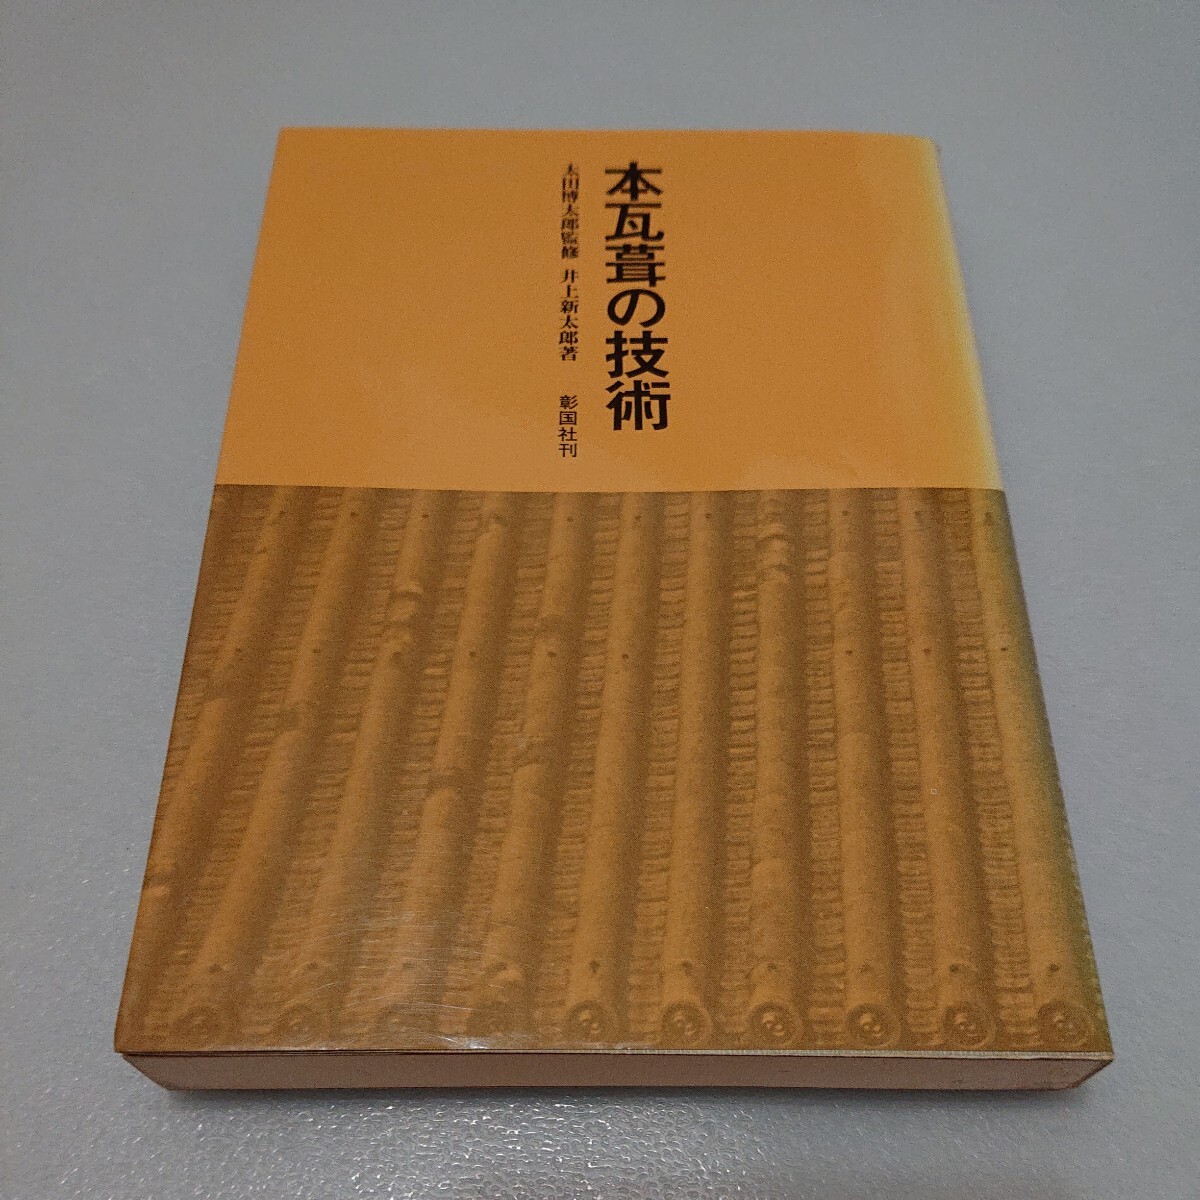 本瓦葺の技術
太田博太郎監修 井上新太郎著 彰国社刊